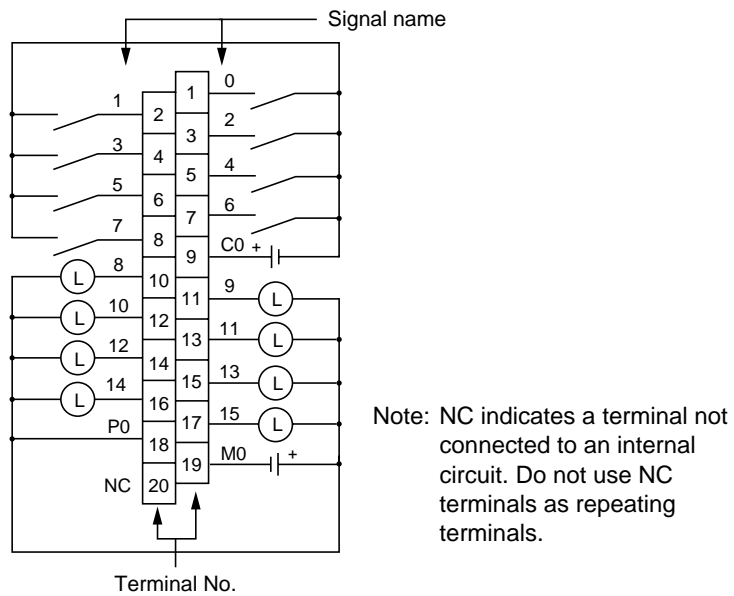 Signal name
0
1
1
2
2
3
3
4
4
5
5
6
6
7
7
8
C0 +
9
8
10
9
11
10
12
11
13
12
14
13
15
14
16
15
17
P0
18
M0 +
19
NC
20
L
L
L
L
L
L
L
L
Note: NC indicates a terminal not
connected to an internal
circuit. Do not use NC
terminals as repeating
terminals.
Terminal No.